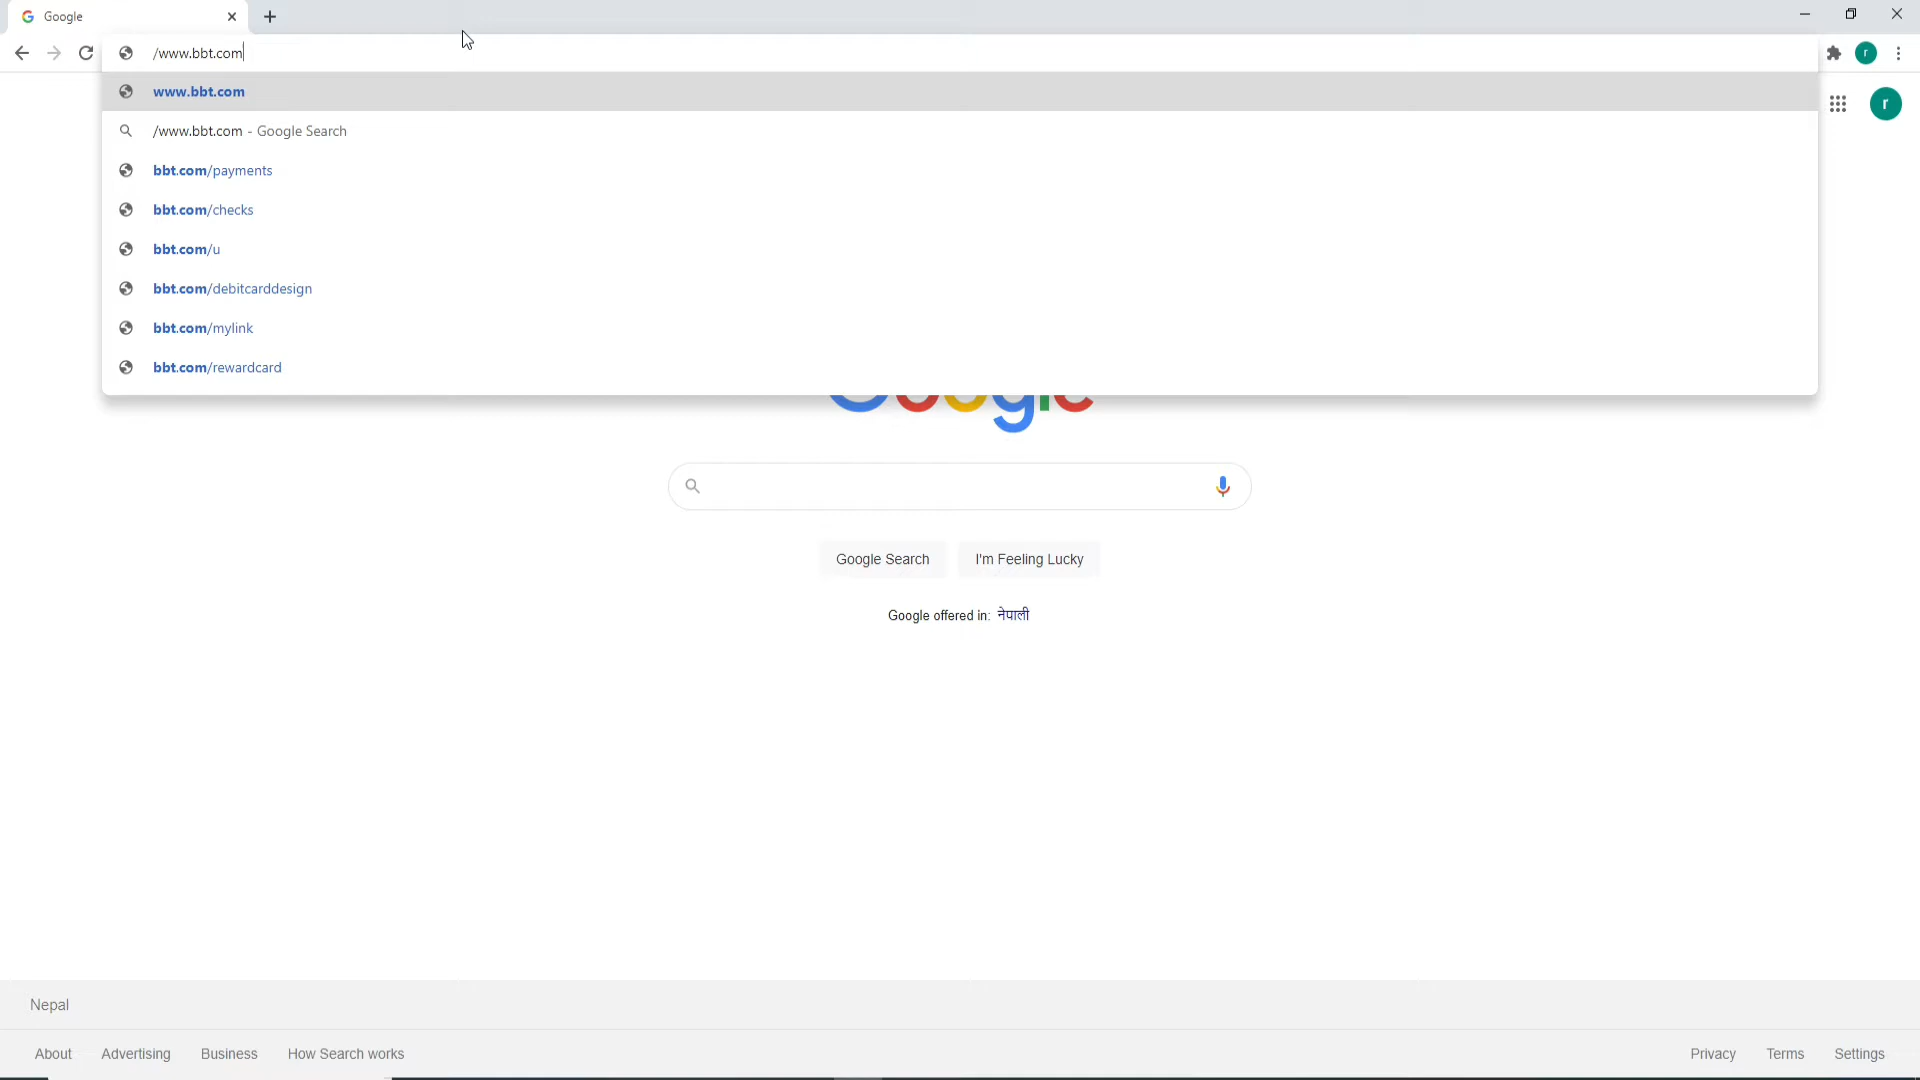 Google
/www.bbt.com
r
www.bbt.com
r
/www.bbt.com - Google Search
bbt.com/payments
bbt.com/checks
bbt.com/u
bbt.com/debitcarddesign
bbt.com/mylink
bbt.com/rewardcard
Google Search
I'm Feeling Lucky
Google offered in: नेपाली
Nepal
About
Advertising
Business
How Search works
Privacy
Terms
Settings